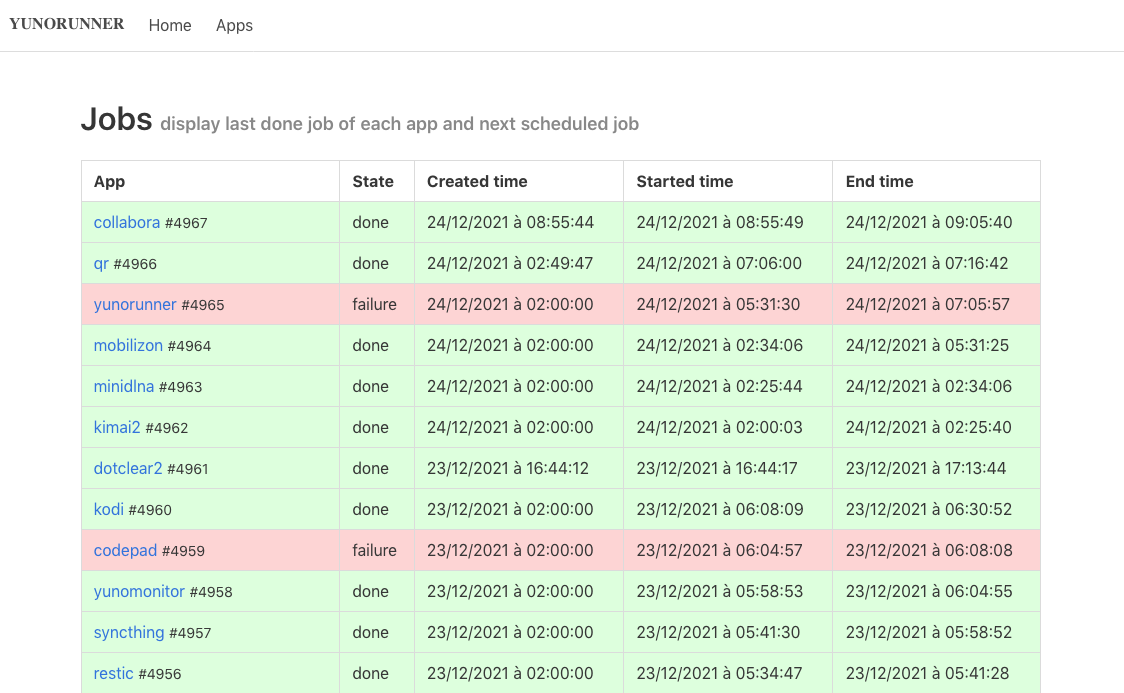 YUNORUNNER Home Apps
Jobs display last done job of each app and next scheduled job
App State Created time Started time End time
collabora #4967 done 24/12/2021 à 08:55:44 24/12/2021 à 08:55:49 24/12/2021 à 09:05:40
qr #4966 done 24/12/2021 à 02:49:47 24/12/2021 à 07:06:00 24/12/2021 à 07:16:42
yunorunner #4965 failure 24/12/2021 à 02:00:00 24/12/2021 à 05:31:30 24/12/2021 à 07:05:57
mobilizon #4964 done 24/12/2021 à 02:00:00 24/12/2021 à 02:34:06 24/12/2021 à 05:31:25
minidlna #4963 done 24/12/2021 à 02:00:00 24/12/2021 à 02:25:44 24/12/2021 à 02:34:06
kimai2 #4962 done 24/12/2021 à 02:00:00 24/12/2021 à 02:00:03 24/12/2021 à 02:25:40
dotclear2 #4961 done 23/12/2021 à 16:44:12 23/12/2021 à 16:44:17 23/12/2021 à 17:13:44
kodi #4960 done 23/12/2021 à 02:00:00 23/12/2021 à 06:08:09 23/12/2021 à 06:30:52
codepad #4959 failure 23/12/2021 à 02:00:00 23/12/2021 à 06:04:57 23/12/2021 à 06:08:08
yunomonitor #4958 done 23/12/2021 à 02:00:00 23/12/2021 à 05:58:53 23/12/2021 à 06:04:55
syncthing #4957 done 23/12/2021 à 02:00:00 23/12/2021 à 05:41:30 23/12/2021 à 05:58:52
restic #4956 done 23/12/2021 à 02:00:00 23/12/2021 à 05:34:47 23/12/2021 à 05:41:28